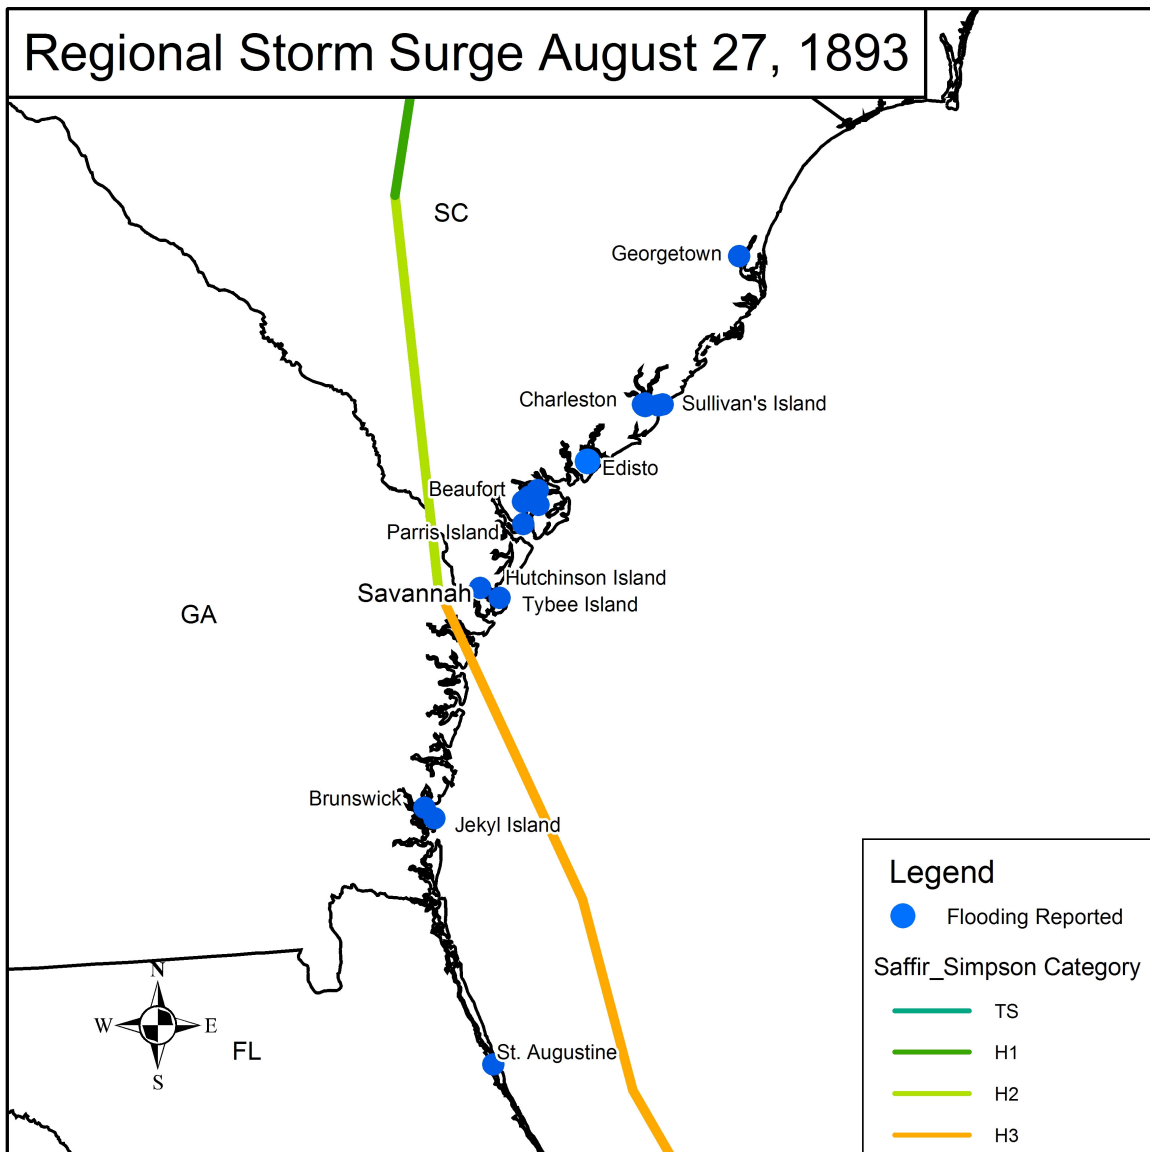 Regional Storm Surge August 27, 1893
SC
Georgetown
Charleston
Sullivan's Island
Edisto
Beaufort
Parris Island
Hutchinson Island
Savannah
Tybee Island
GA
Brunswick
Jekyl Island
Legend
Flooding Reported
Saffir_Simpson Category
TS
H1
H2
H3
N
W
E
S
FL
St. Augustine